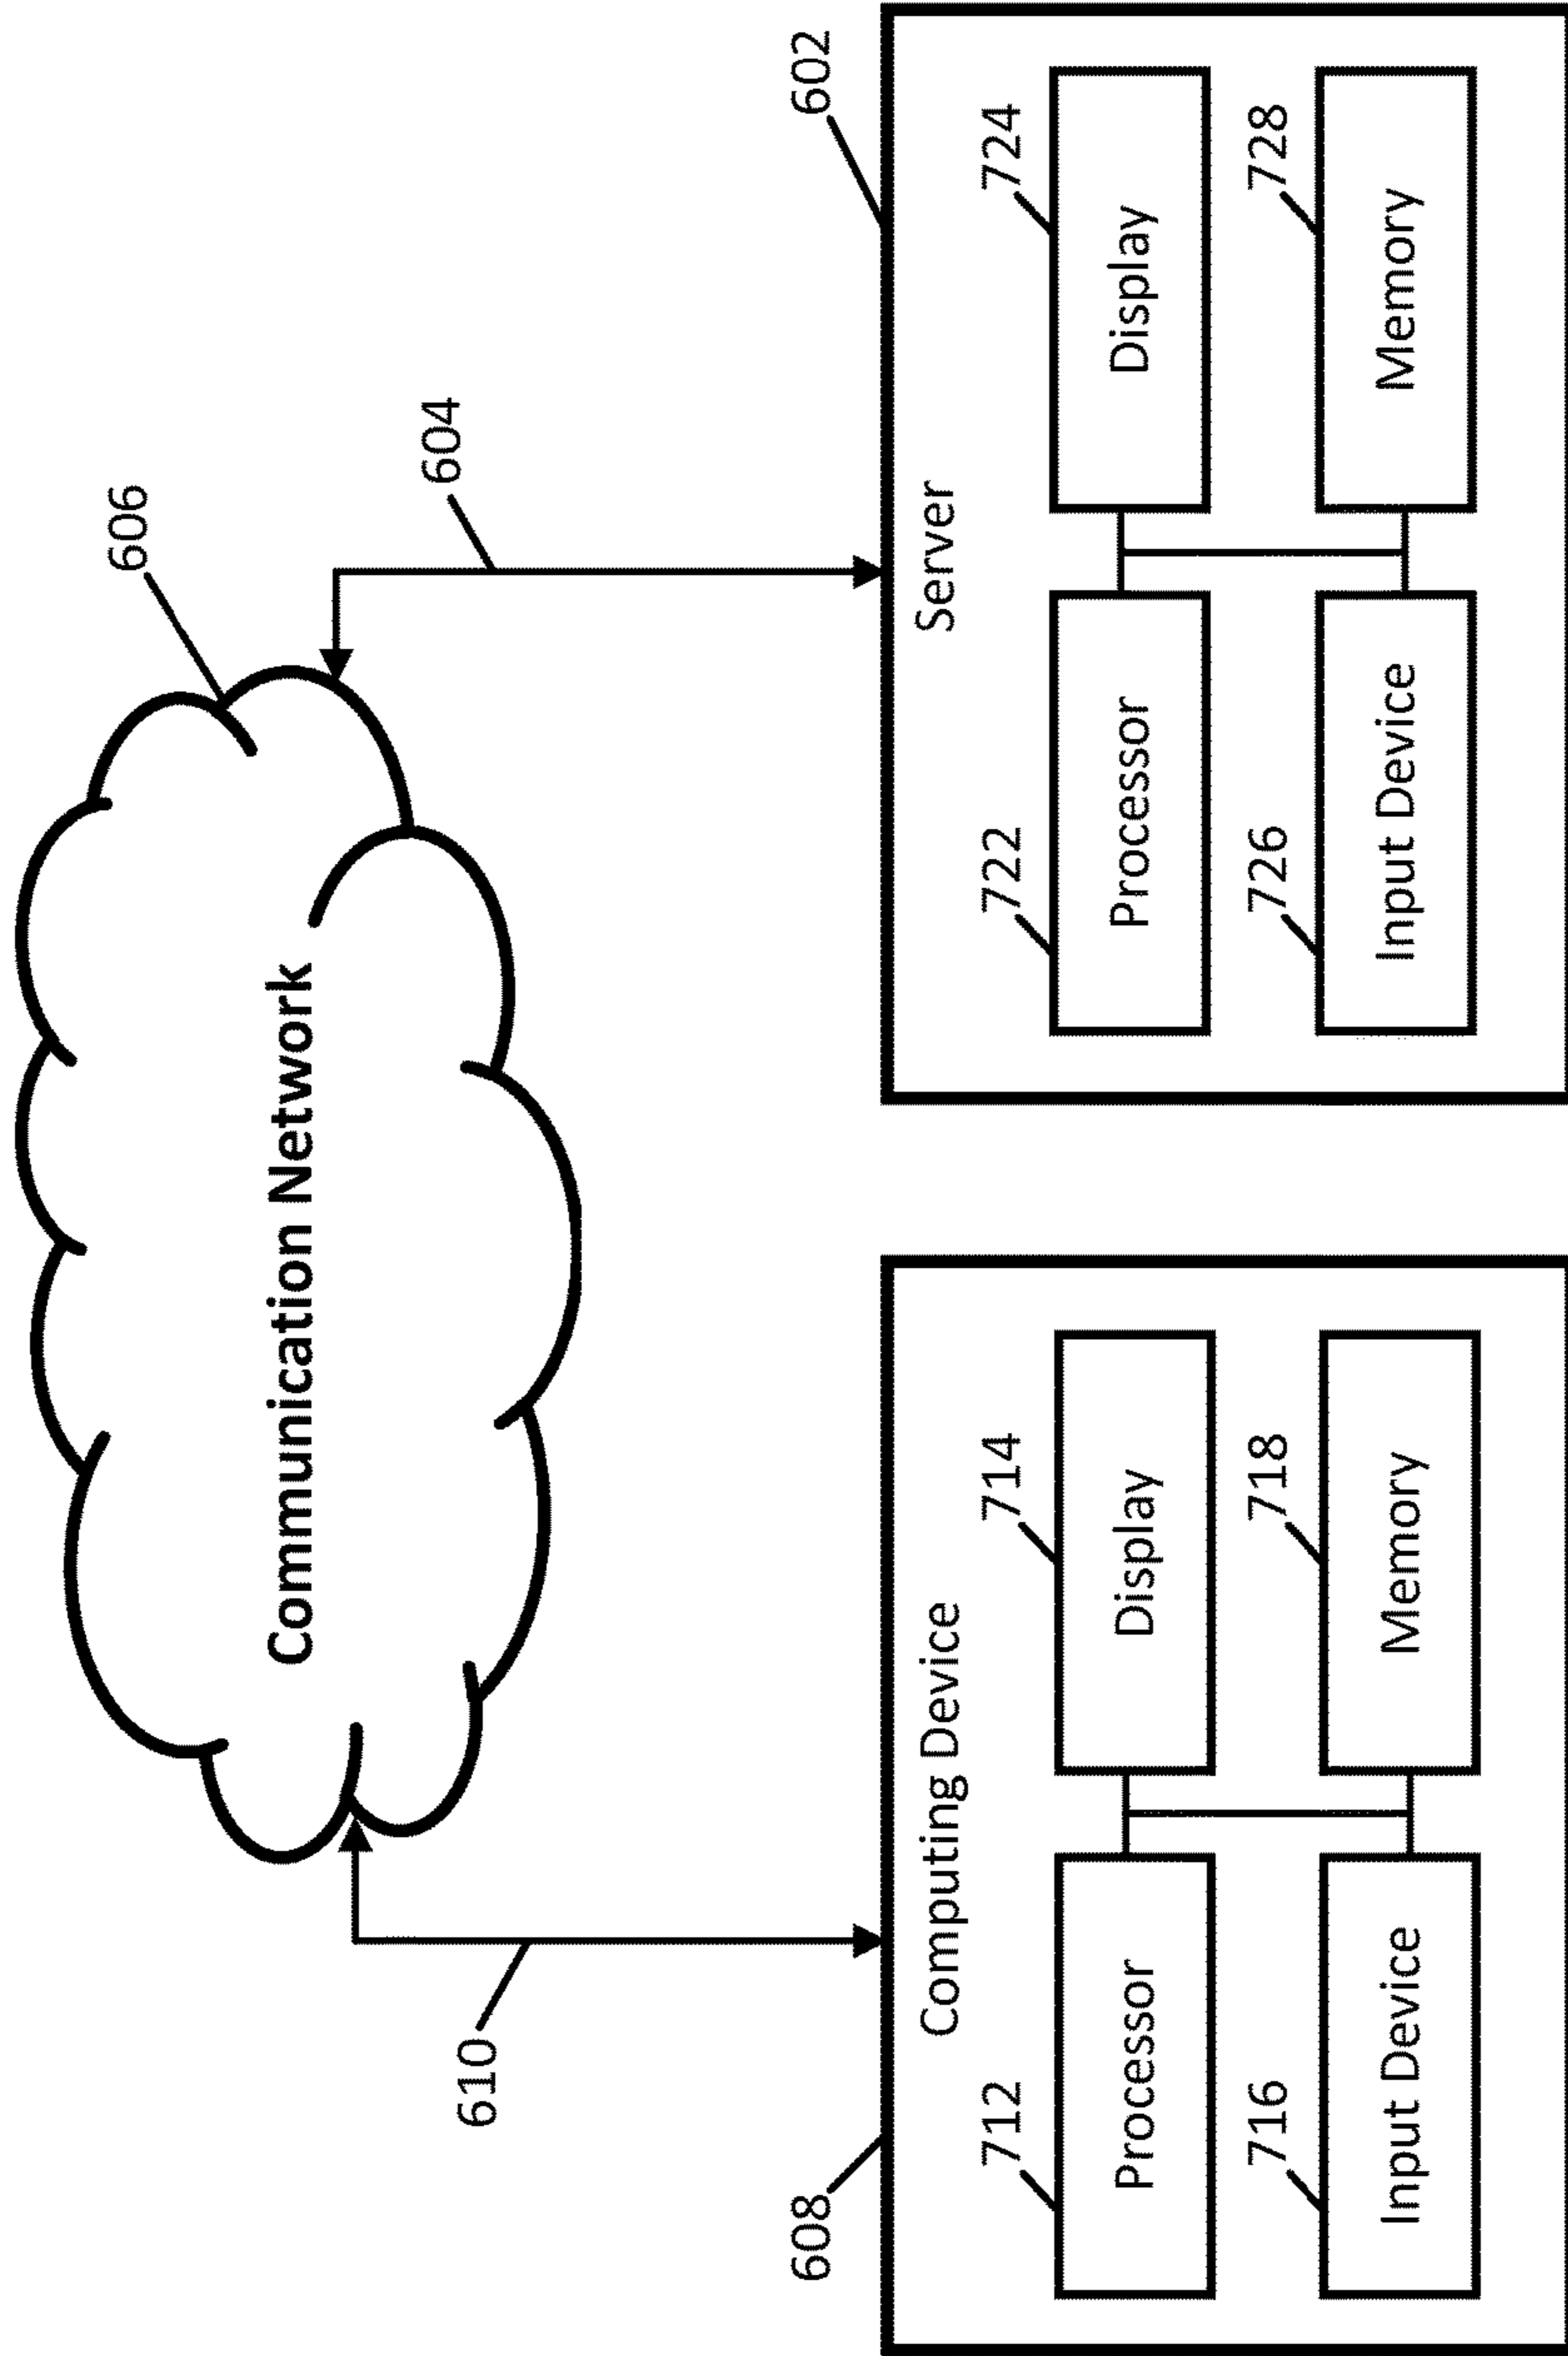 606
Communication Network
604
610
608
602
Computing Device
712
714
Processor
Display
716
718
Input Device
Memory
Server
722
724
Processor
Display
726
728
Input Device
Memory